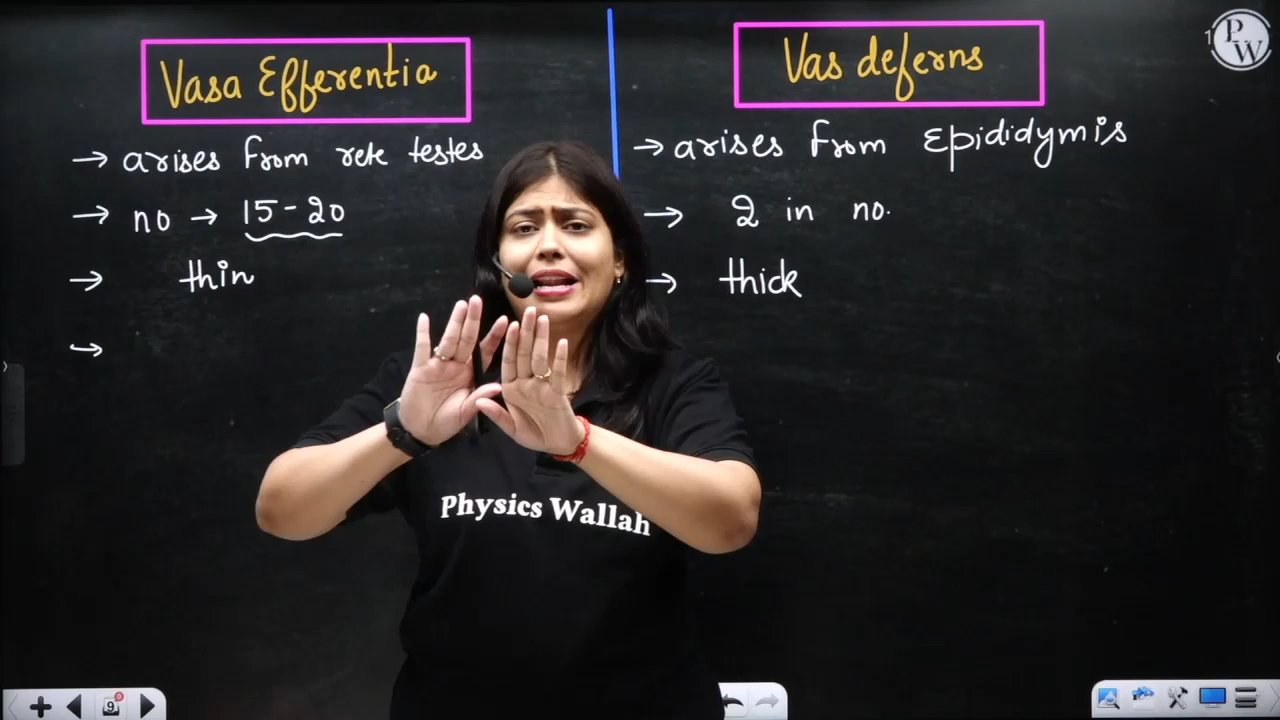 Vasa Efferentia
→ arises from rete testes
→ no → 15-20
→ thin
→
Vas deferns
→ arises from Epididymis
→ 2 in no.
→ thick
Physics Wallah
PW
9